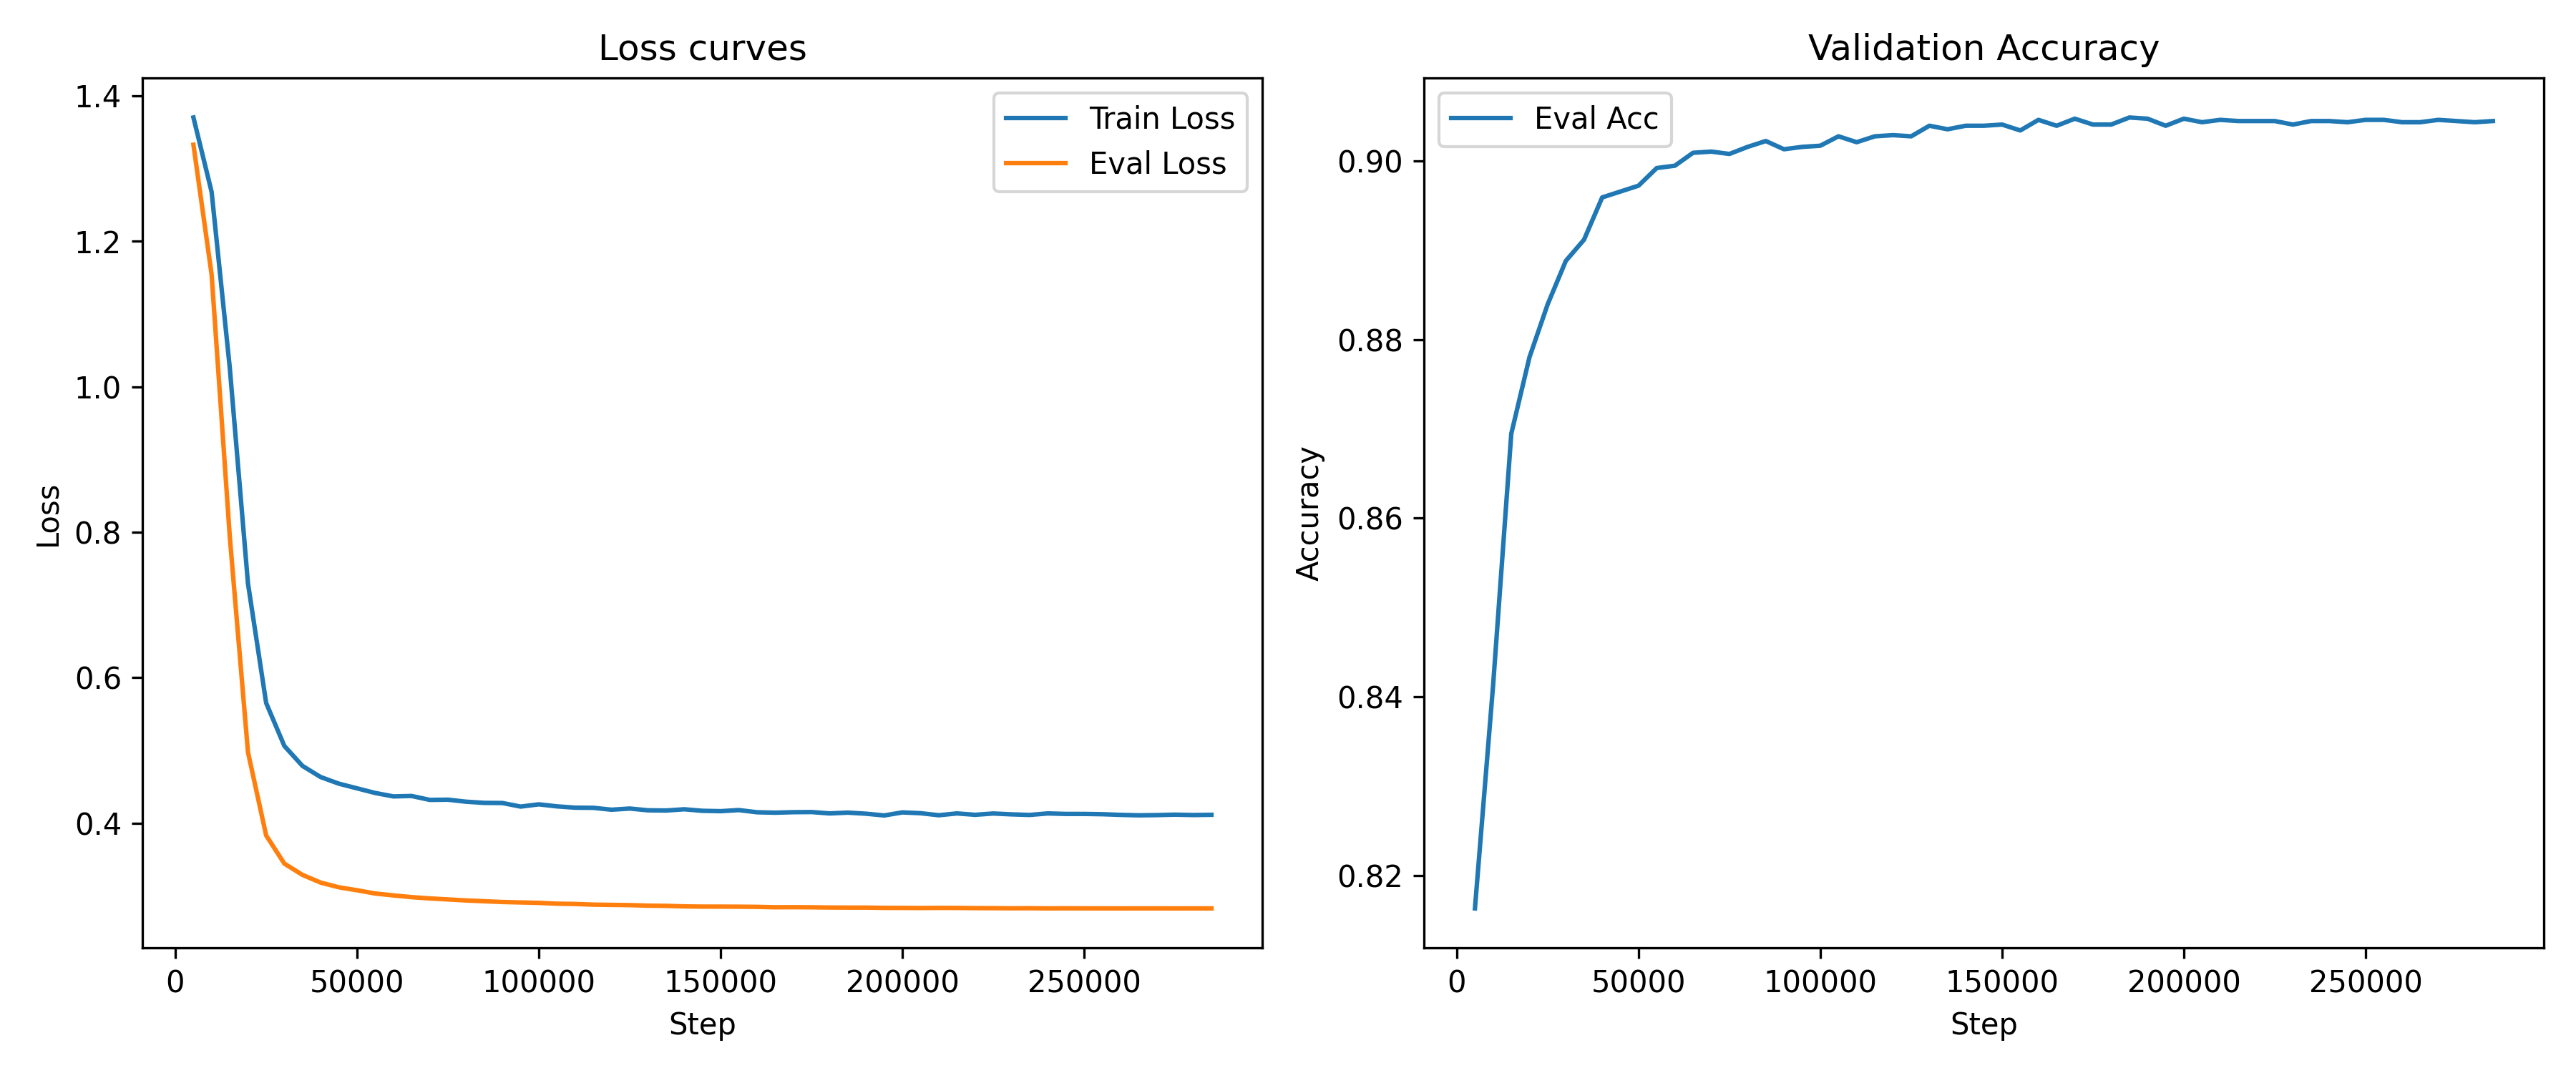 Loss curves
1.4
1.2
1.0
0.8
0.6
0.4
Loss
Train Loss
Eval Loss
0
50000
100000
150000
200000
250000
Step
Validation Accuracy
0.90
0.88
0.86
0.84
0.82
Accuracy
Eval Acc
0
50000
100000
150000
200000
250000
Step